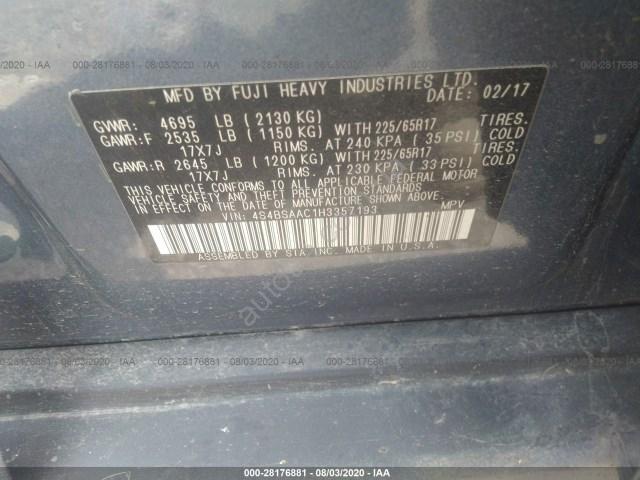 000-28176881 - 08/03/2020 - IAA
MFD BY FUJI HEAVY INDUSTRIES LTD.
DATE: 02/17
GVWR: 4695 LB (2130 KG)
GAWR:F 2535 LB (1150 KG) WITH 225/65R17 TIRES.
17X7J RIMS. AT 240 KPA (35 PSI) COLD
GAWR:R 2645 LB (1200 KG) WITH 225/65R17 TIRES.
17X7J RIMS. AT 230 KPA (33 PSI) COLD
THIS VEHICLE CONFORMS TO ALL APPLICABLE FEDERAL MOTOR
VEHICLE SAFETY AND THEFT PREVENTION STANDARDS
IN EFFECT ON THE DATE OF MANUFACTURE SHOWN ABOVE.
VIN: 4S4BSAAC1H3357193 MPV
ASSEMBLED BY SIA INC. MADE IN U.S.A.
000-28176881 - 08/03/2020 - IAA
000-28176881 - 08/03/2020 - IAA